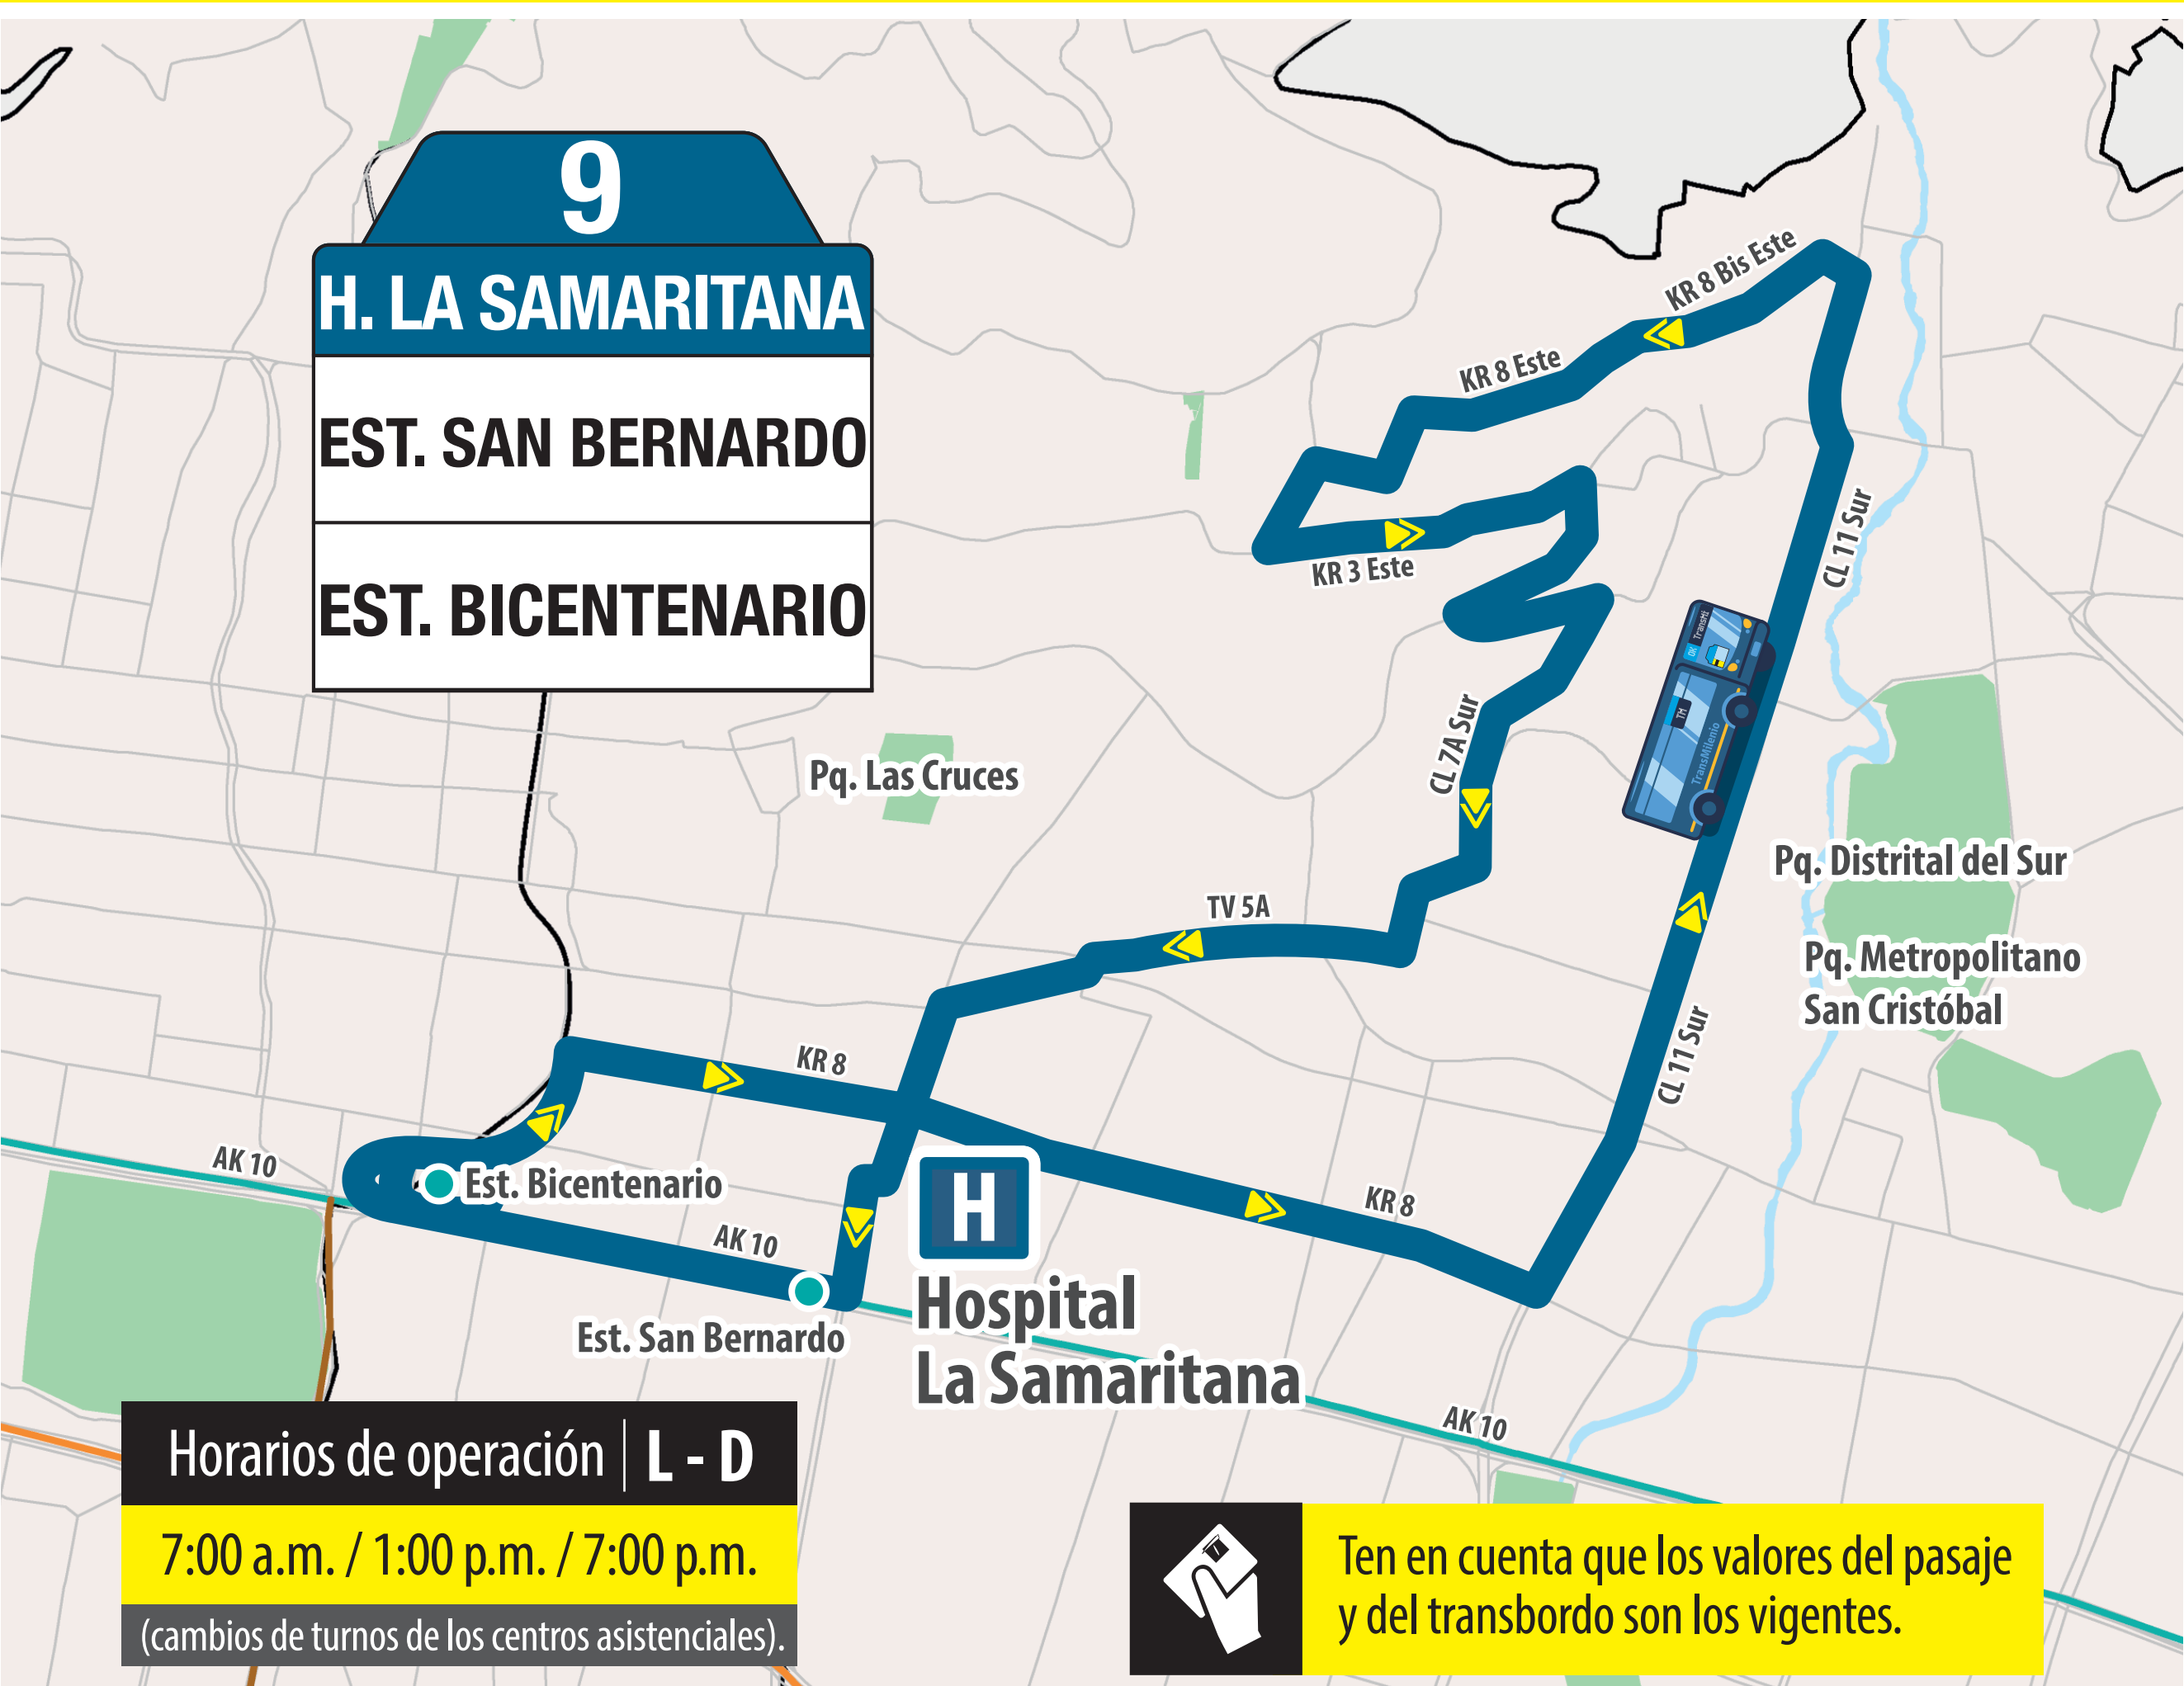 9
H. LA SAMARITANA
EST. SAN BERNARDO
EST. BICENTENARIO
KR 8 Bis Este
KR 8 Este
KR 3 Este
CL 11 Sur
TransMi
OK
TM
TransMilenio
CL 7A Sur
Pq. Las Cruces
Pq. Distrital del Sur
TV 5A
Pq. Metropolitano
San Cristóbal
CL 11 Sur
KR 8
AK 10
Est. Bicentenario
KR 8
H
AK 10
Hospital
La Samaritana
Est. San Bernardo
AK 10
Horarios de operación | L - D
7:00 a.m. / 1:00 p.m. / 7:00 p.m.
(cambios de turnos de los centros asistenciales).
Ten en cuenta que los valores del pasaje
y del transbordo son los vigentes.